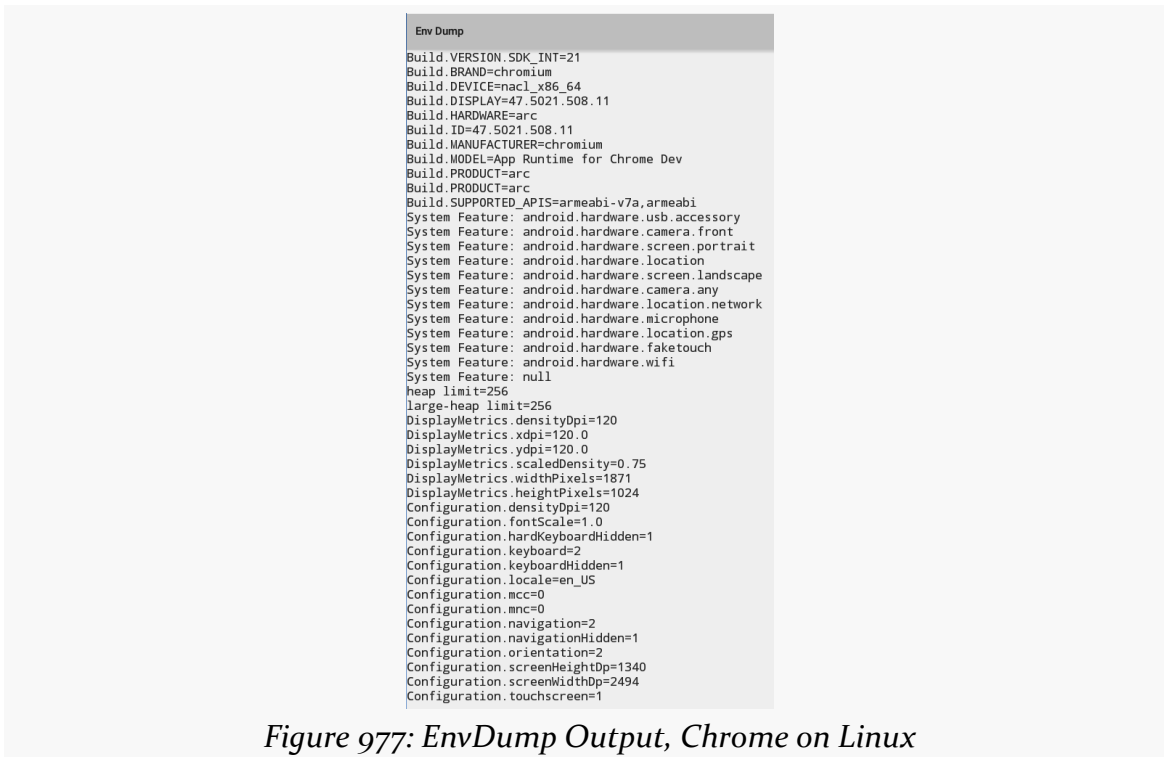 Env Dump
Build.VERSION.SDK_INT=21
Build.BRAND=chromium
Build.DEVICE=nacl_x86_64
Build.DISPLAY=47.5021.508.11
Build.HARDWARE=arc
Build.ID=47.5021.508.11
Build.MANUFACTURER=chromium
Build.MODEL=App Runtime for Chrome Dev
Build.PRODUCT=arc
Build.PRODUCT=arc
Build.SUPPORTED_APIS=armeabi-v7a,armeabi
System Feature: android.hardware.usb.accessory
System Feature: android.hardware.camera.front
System Feature: android.hardware.screen.portrait
System Feature: android.hardware.location
System Feature: android.hardware.screen.landscape
System Feature: android.hardware.camera.any
System Feature: android.hardware.location.network
System Feature: android.hardware.microphone
System Feature: android.hardware.location.gps
System Feature: android.hardware.faketouch
System Feature: android.hardware.wifi
System Feature: null
heap limit=256
large-heap limit=256
DisplayMetrics.densityDpi=120
DisplayMetrics.xdpi=120.0
DisplayMetrics.ydpi=120.0
DisplayMetrics.scaledDensity=0.75
DisplayMetrics.widthPixels=1871
DisplayMetrics.heightPixels=1024
Configuration.densityDpi=120
Configuration.fontScale=1.0
Configuration.hardKeyboardHidden=1
Configuration.keyboard=2
Configuration.keyboardHidden=1
Configuration.locale=en_US
Configuration.mcc=0
Configuration.mnc=0
Configuration.navigation=2
Configuration.navigationHidden=1
Configuration.orientation=2
Configuration.screenHeightDp=1340
Configuration.screenWidthDp=2494
Configuration.touchscreen=1
Figure 977: EnvDump Output, Chrome on Linux